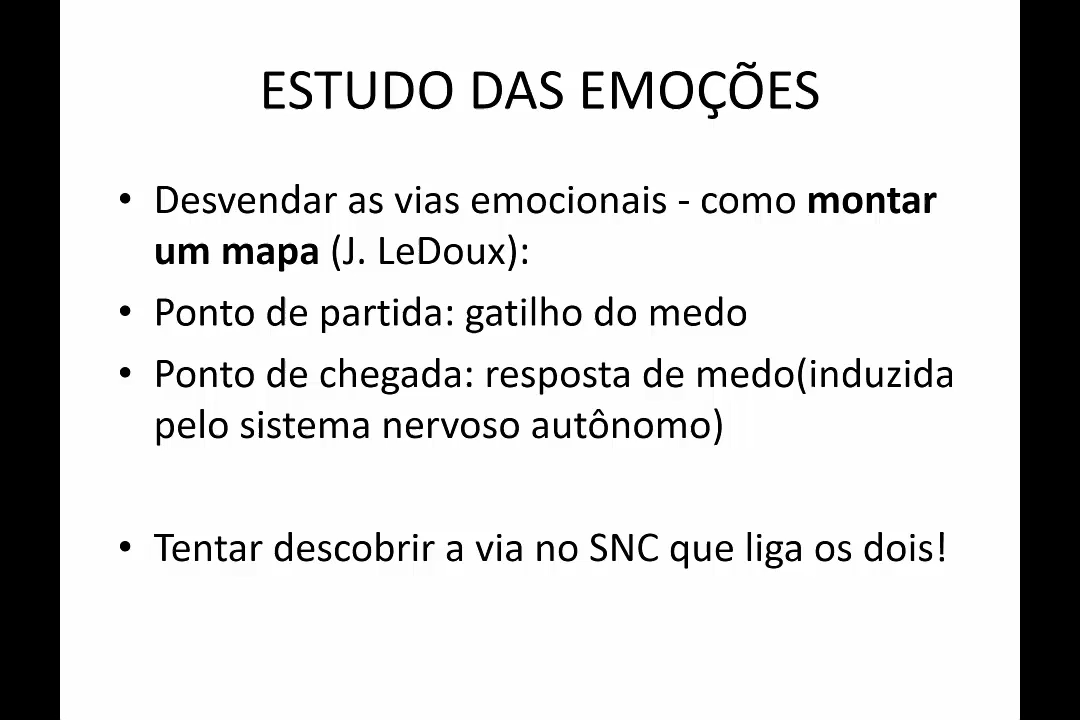 ESTUDO DAS EMOÇÕES
• Desvendar as vias emocionais - como montar
um mapa (J. LeDoux):
• Ponto de partida: gatilho do medo
• Ponto de chegada: resposta de medo(induzida
pelo sistema nervoso autônomo)
• Tentar descobrir a via no SNC que liga os dois!